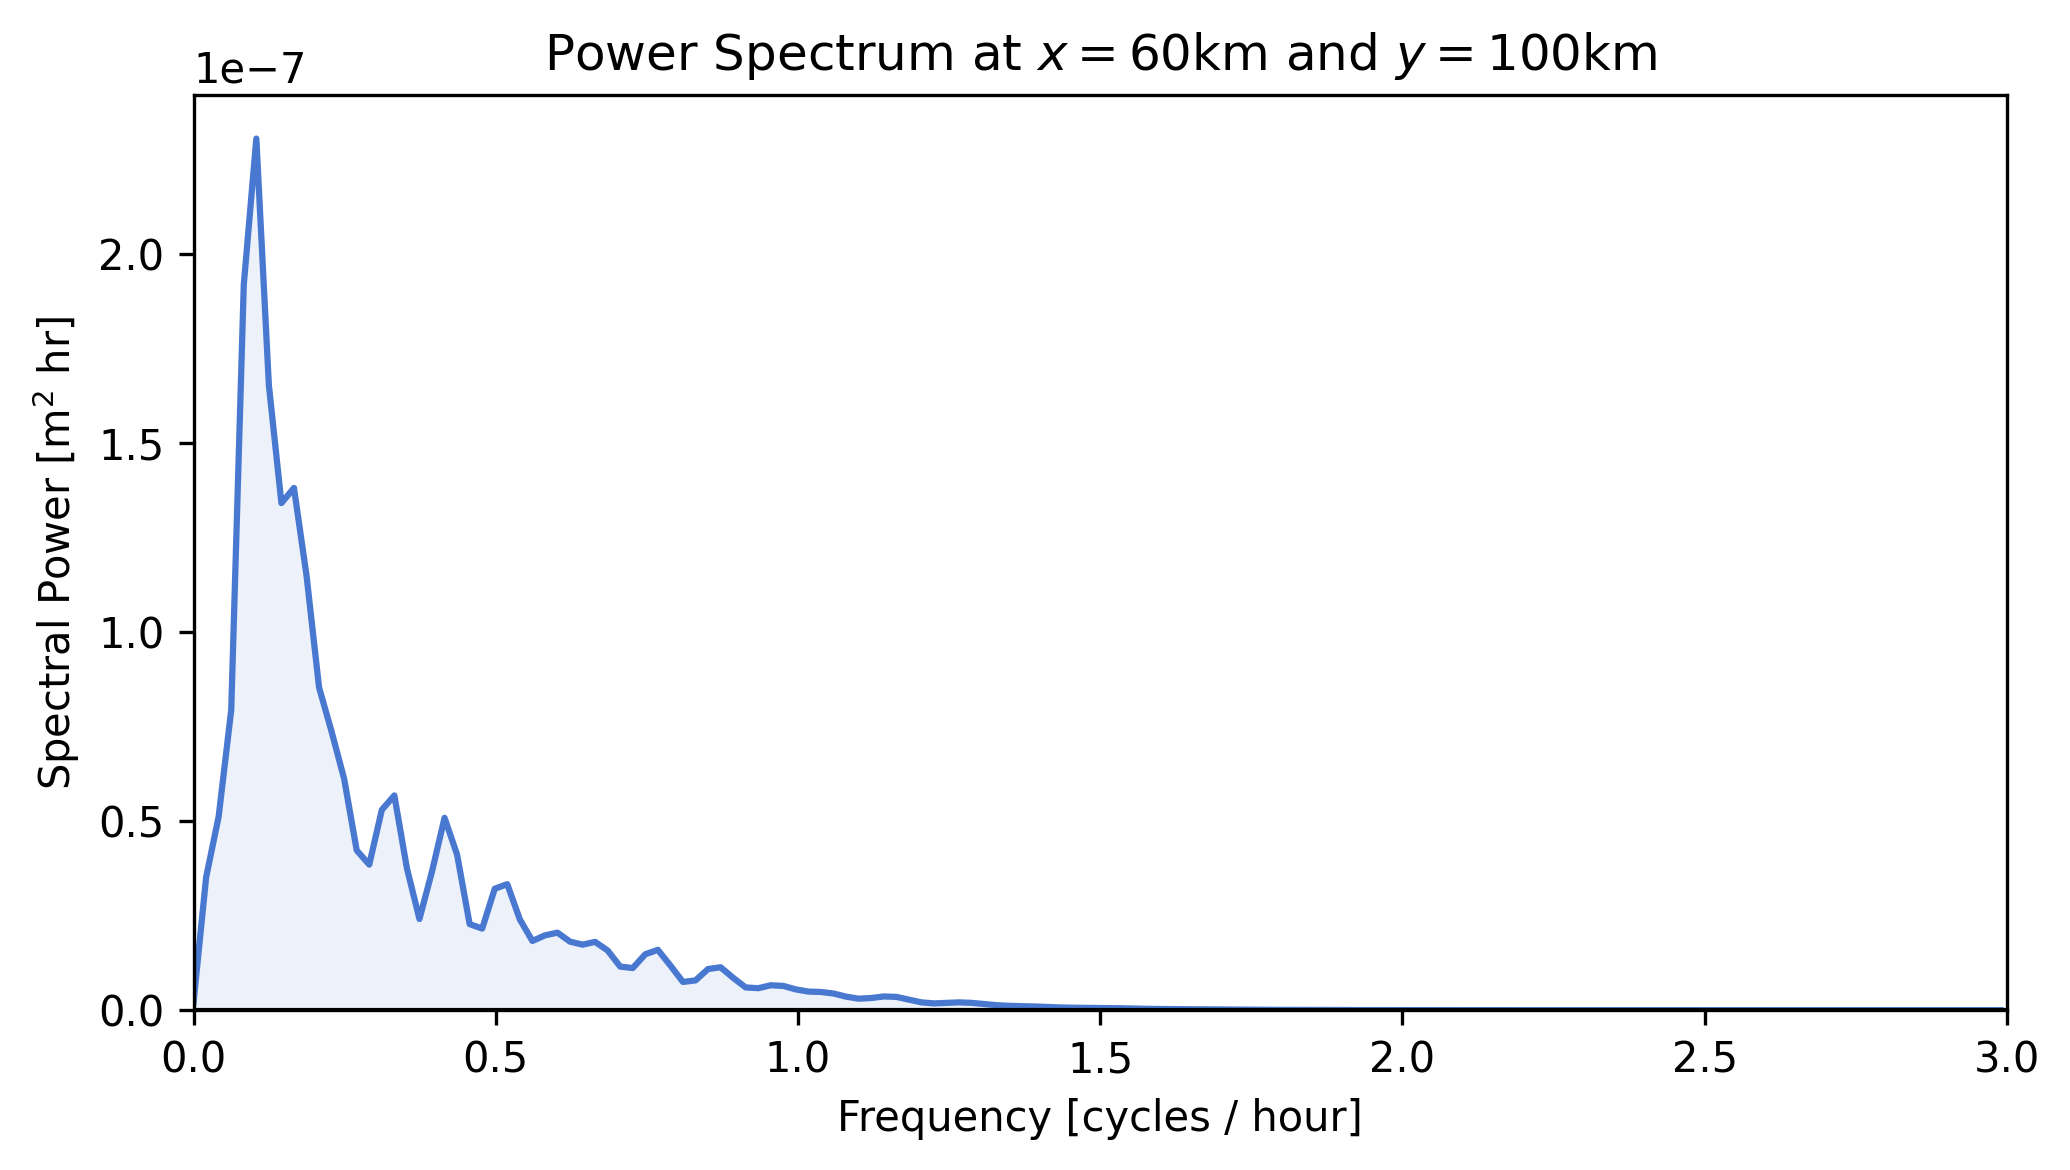 Power Spectrum at x = 60km and y = 100km
1e−7
Spectral Power [m² hr]
2.0
1.5
1.0
0.5
0.0
0.0 0.5 1.0 1.5 2.0 2.5 3.0
Frequency [cycles / hour]